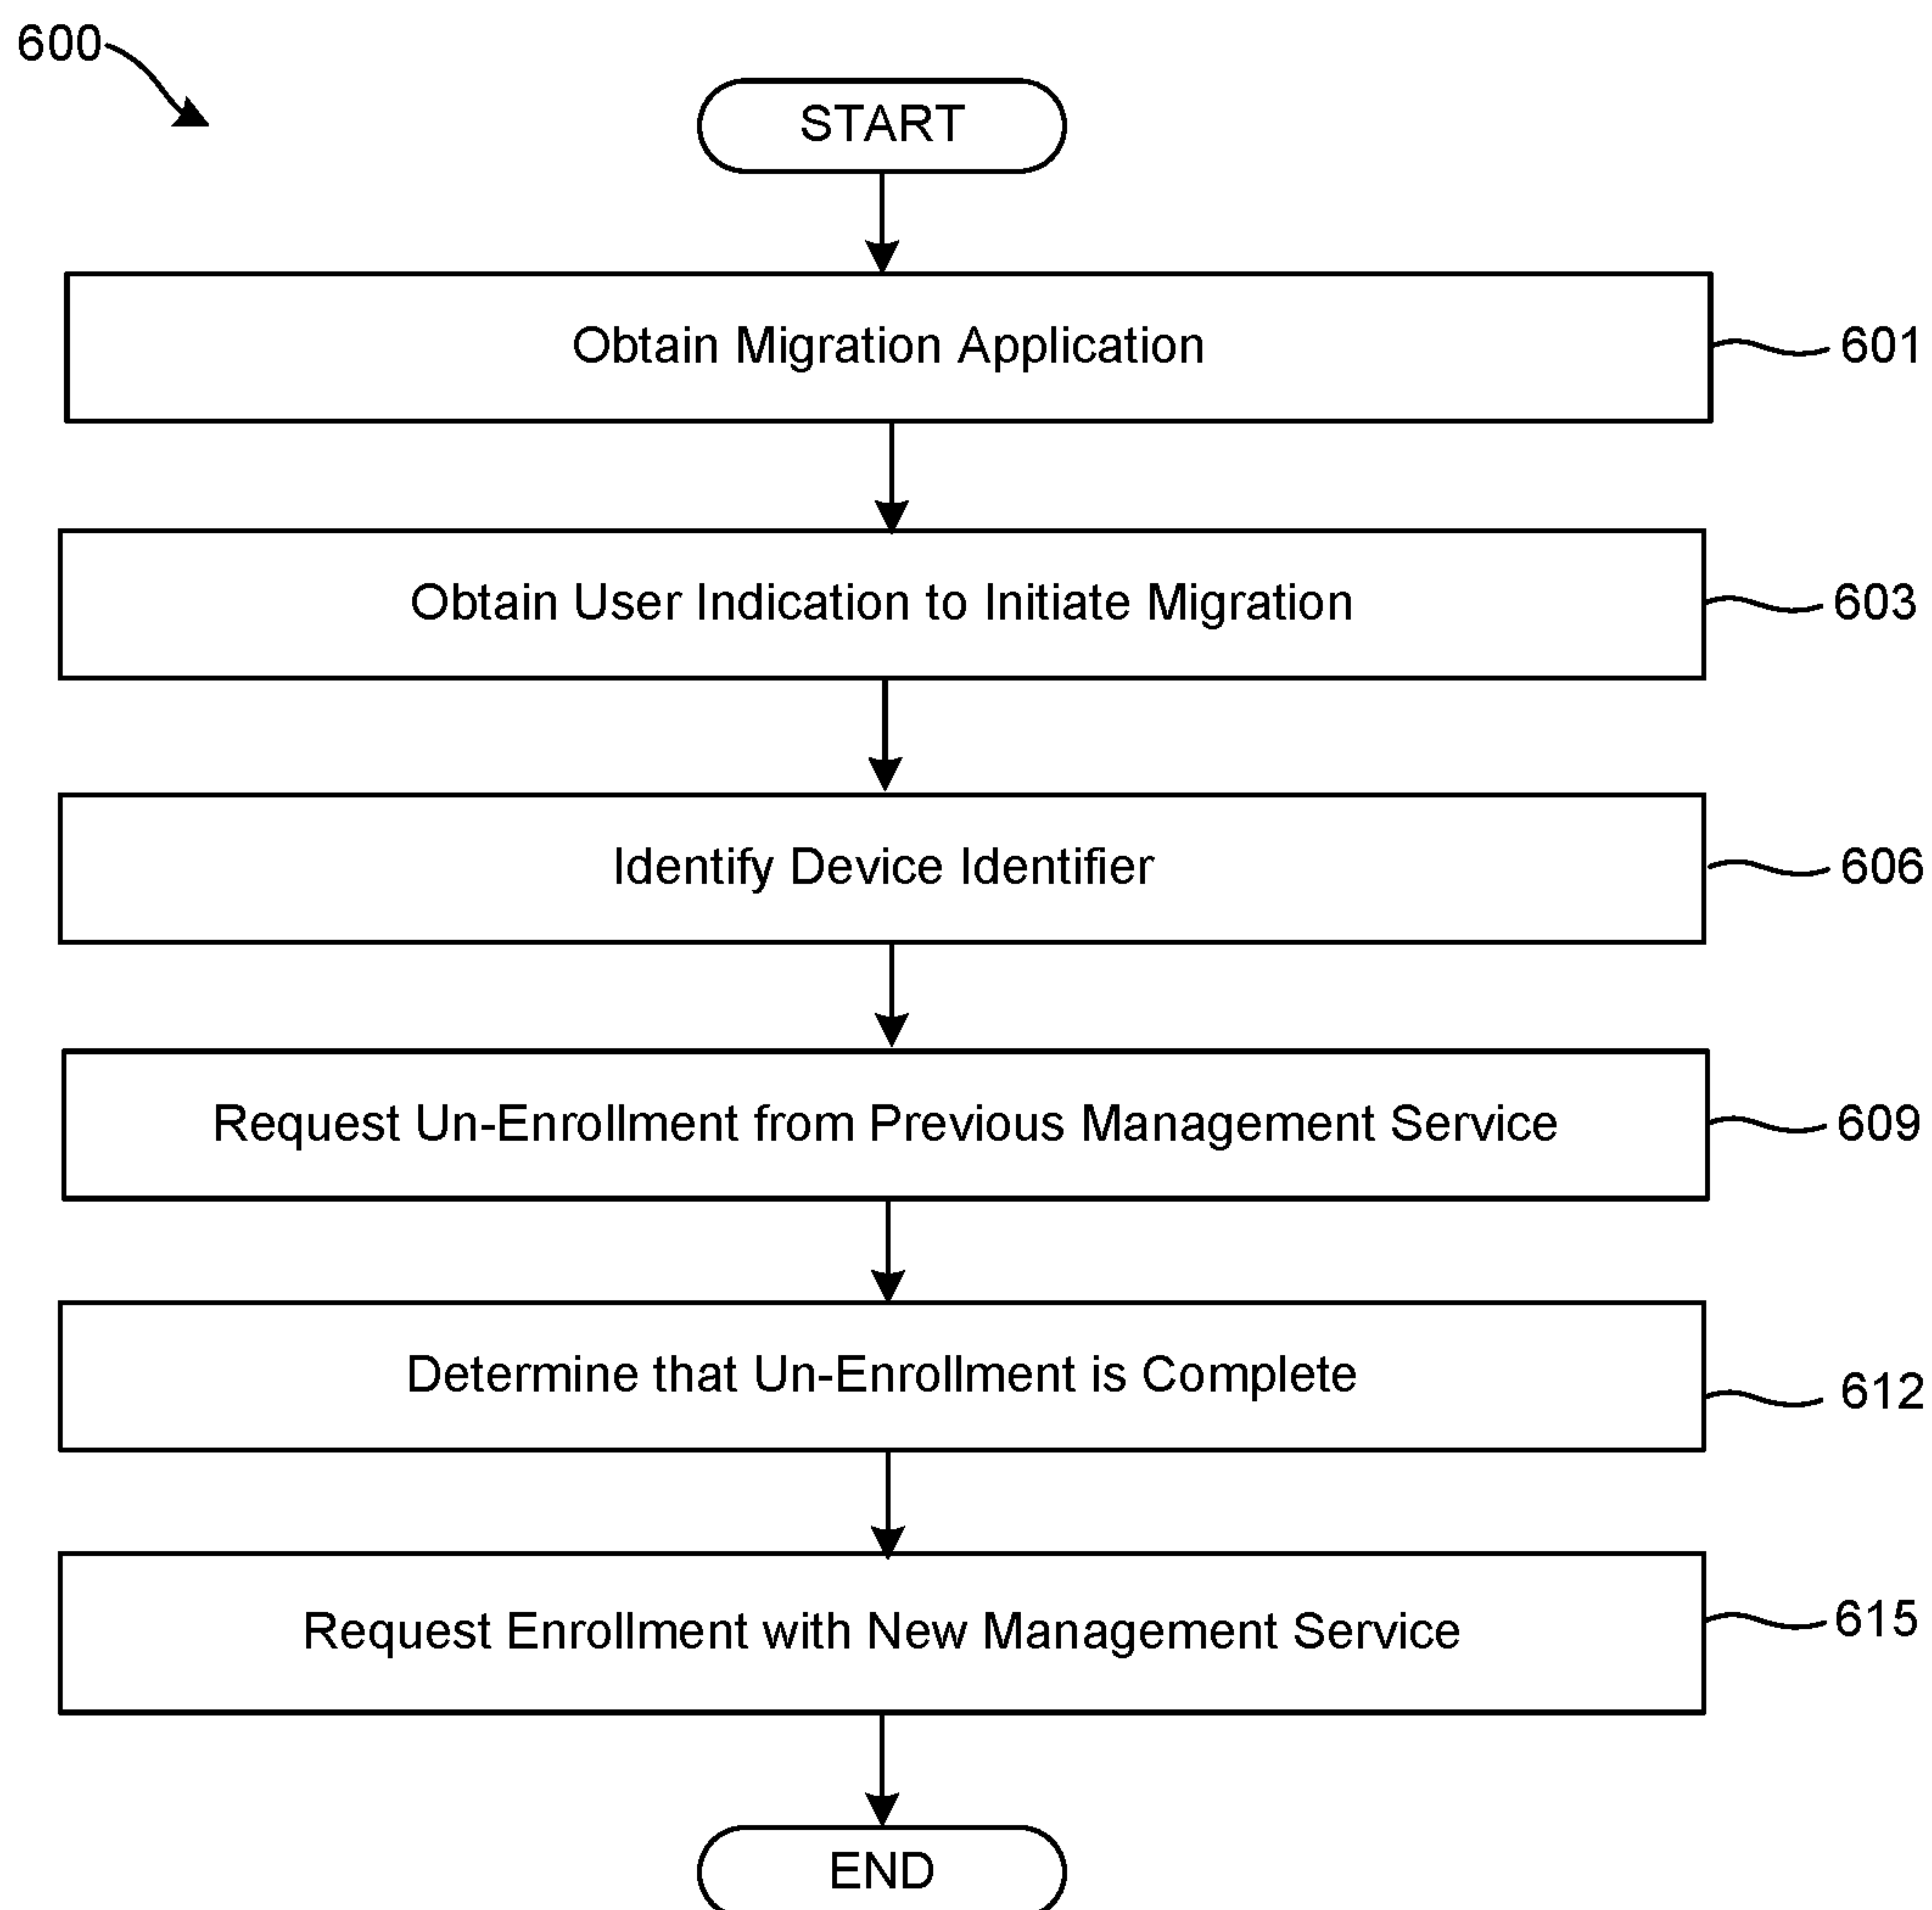 600
START
Obtain Migration Application
601
Obtain User Indication to Initiate Migration
603
Identify Device Identifier
606
Request Un-Enrollment from Previous Management Service
609
Determine that Un-Enrollment is Complete
612
Request Enrollment with New Management Service
615
END